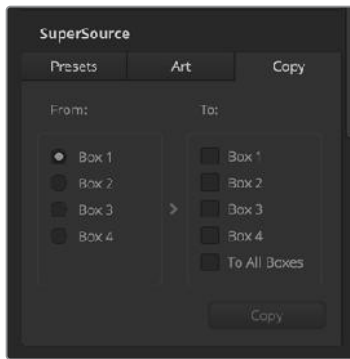 SuperSource
Presets Art Copy
From: To:
Box 1 Box 1
Box 2 Box 2
Box 3 Box 3
Box 4 Box 4
To All Boxes
Copy